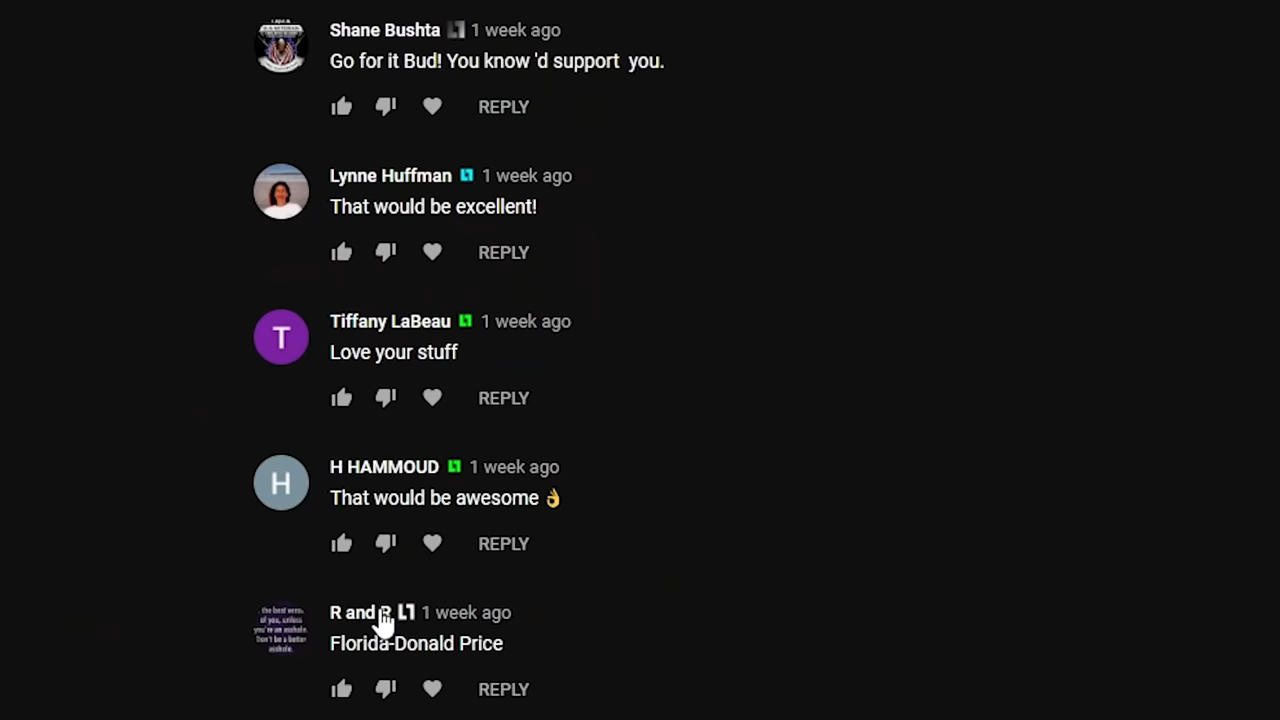 Shane Bushta 1 week ago
Go for it Bud! You know 'd support you.
REPLY
Lynne Huffman 1 week ago
That would be excellent!
REPLY
T
Tiffany LaBeau 1 week ago
Love your stuff
REPLY
H
H HAMMOUD 1 week ago
That would be awesome 👌
REPLY
R and R 1 week ago
Florida-Donald Price
REPLY